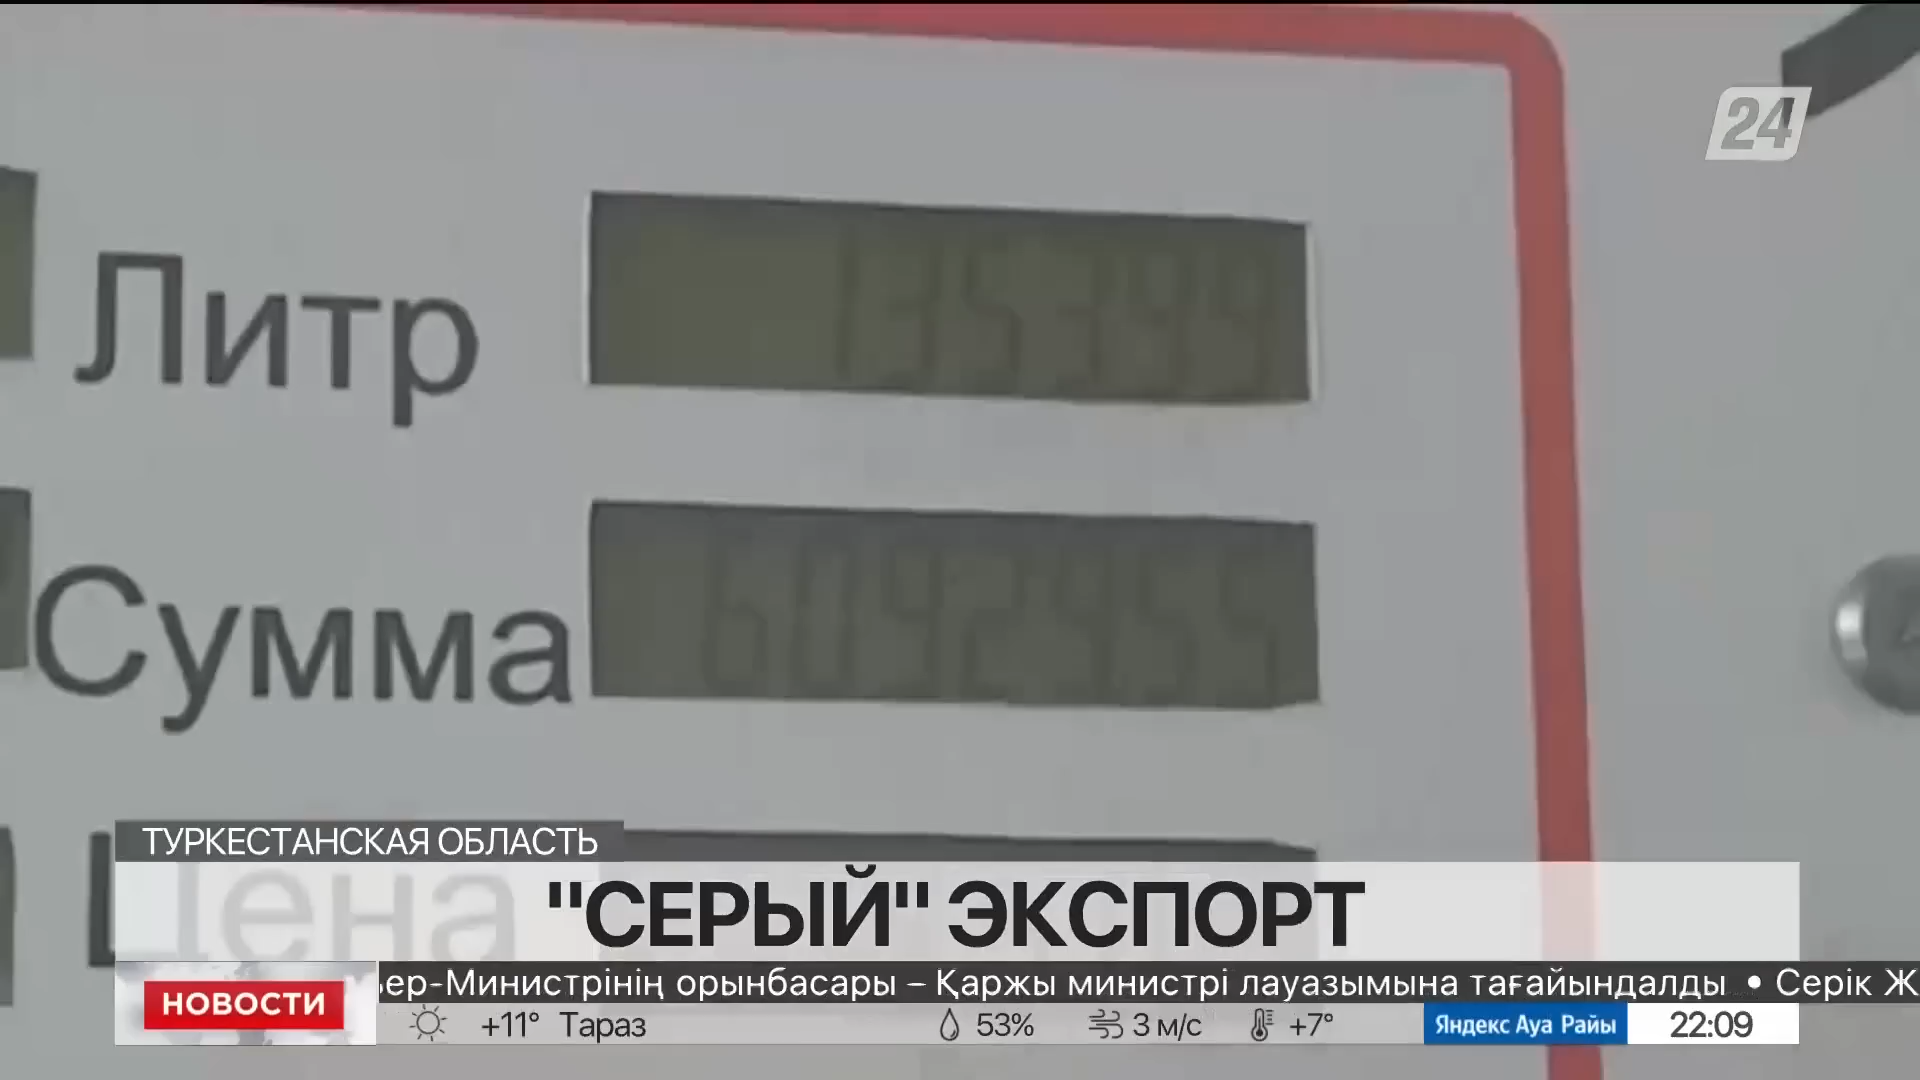 24
Литр
Сумма
Цена
ТУРКЕСТАНСКАЯ ОБЛАСТЬ
"СЕРЫЙ" ЭКСПОРТ
НОВОСТИ
ер-Министрінің орынбасары – Қаржы министрі лауазымына тағайындалды • Серік Ж
+11° Тараз 53% 3 м/с +7° Яндекс Ауа Райы 22:09